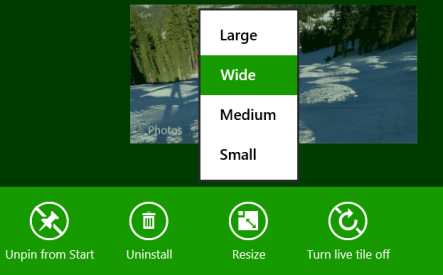 Large
Wide
Medium
Small
Photos
Unpin from Start
Uninstall
Resize
Turn live tile off